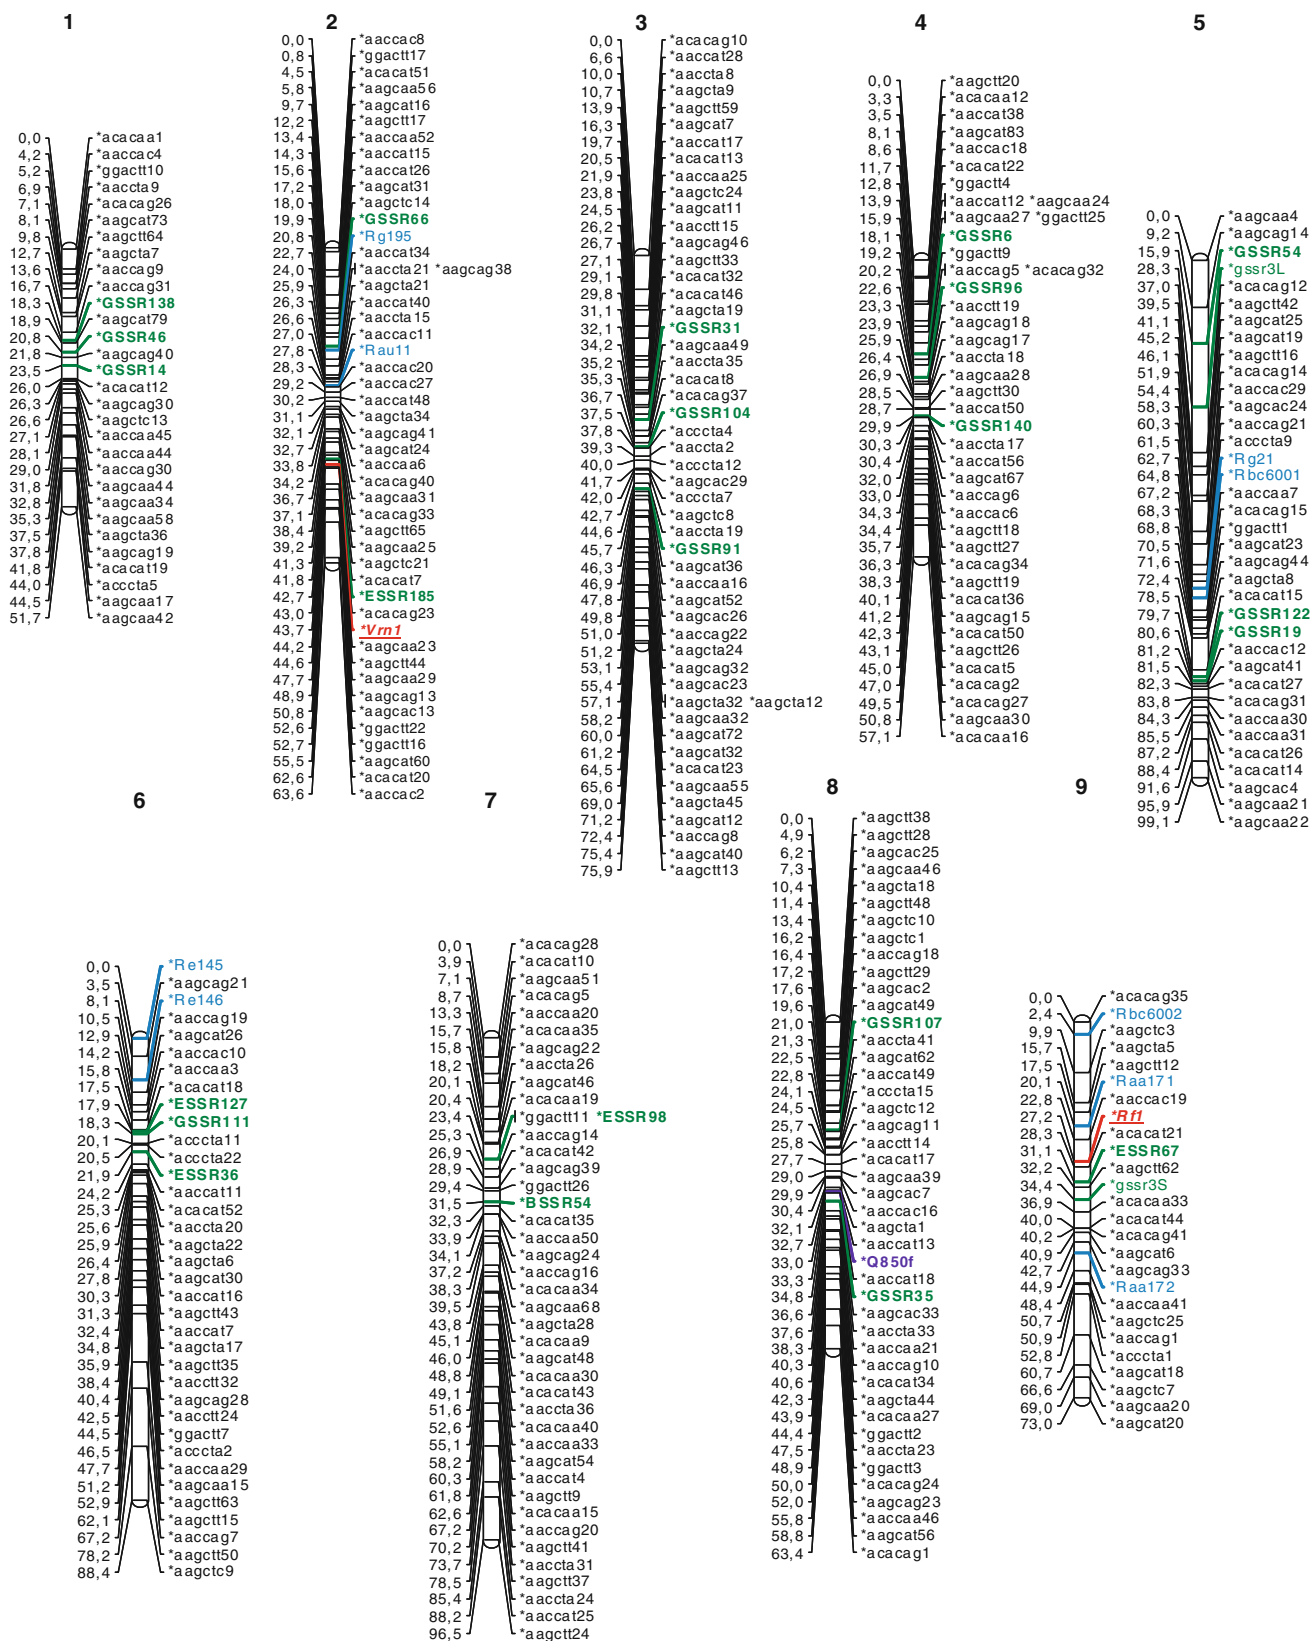 1
0,0 *acacaa1
4,2 *aaccac4
5,2 *ggactt10
6,9 *aaccta9
7,1 *acacag26
8,1 *aagcat73
9,8 *aagctt64
12,7 *aagcta7
13,6 *aaccag9
16,7 *aaccag31
18,3 *GSSR138
18,9 *aagcat79
20,8 *GSSR46
21,8 *aagcag40
23,5 *GSSR14
26,0 *acacat12
26,3 *aagcag30
26,6 *aagctc13
27,1 *aaccaa45
28,1 *aaccaa44
29,0 *aaccag30
31,8 *aagcaa44
32,8 *aagcaa34
35,3 *aagcaa58
37,5 *aagcta36
37,8 *aagcag19
41,8 *acacat19
44,0 *acccta5
44,5 *aagcaa17
51,7 *aagcaa42
2
0,0 *aaccac8
0,8 *ggactt17
4,5 *acacat51
5,8 *aagcaa56
9,7 *aagcat16
12,2 *aagctt17
13,4 *aaccaa52
14,3 *aaccat15
15,6 *aaccat26
17,2 *aagcat31
18,0 *aagctc14
19,9 *GSSR66
20,8 *Rg195
22,7 *aaccat34
24,0 *aaccta21 *aagcag38
25,9 *aagcta21
26,3 *aaccat40
26,6 *aaccta15
27,0 *aaccac11
27,8 *Rau11
28,3 *aaccac20
29,2 *aaccac27
30,2 *aaccat48
31,1 *aagcta34
32,1 *aagcag41
32,7 *aagcat24
33,8 *aaccaa6
34,2 *acacag40
36,7 *aagcaa31
37,1 *acacag33
38,4 *aagctt65
39,2 *aagcaa25
41,3 *aagctc21
41,8 *acacat7
42,7 *ESSR185
43,0 *acacag23
43,7 *Vrn1
44,2 *aagcaa23
44,6 *aagctt44
47,7 *aagcaa29
48,9 *aagcag13
50,8 *aagcac13
52,6 *ggactt22
52,7 *ggactt16
55,5 *aagcat60
62,6 *acacat20
63,6 *aaccac2
3
0,0 *acacag10
6,6 *aaccat28
10,0 *aaccta8
10,7 *aagcta9
13,9 *aagctt59
16,3 *aagcat7
19,7 *aaccat17
20,5 *acacat13
21,9 *aaccaa25
23,8 *aagctc24
24,5 *aagcat11
26,2 *aacctt15
26,7 *aagcag46
27,1 *aagctt33
29,1 *acacat32
29,8 *acacat46
31,1 *aagcta19
32,1 *GSSR31
34,2 *aagcaa49
35,2 *aaccta35
35,3 *acacat8
36,7 *acacag37
37,5 *GSSR104
37,8 *acccta4
39,3 *aaccta2
40,0 *acccta12
41,7 *aagcac29
42,0 *acccta7
42,7 *aagctc8
44,6 *aaccta19
45,7 *GSSR91
46,3 *aagcat36
46,9 *aaccaa16
47,8 *aagcat52
49,8 *aagcac26
51,0 *aaccag22
51,2 *aagcta24
53,1 *aagcag32
55,4 *aagcac23
57,1 *aagcta32 *aagcta12
58,2 *aagcaa32
60,0 *aagcat72
61,2 *aagcat32
64,5 *acacat23
65,6 *aagcaa55
69,0 *aagcta45
71,2 *aagcat12
72,4 *aaccag8
75,4 *aagcat40
75,9 *aagctt13
4
0,0 *aagctt20
3,3 *acacaa12
3,5 *aaccat38
8,1 *aagcat83
8,6 *aaccac18
11,7 *acacat22
12,8 *ggactt4
13,9 *aaccat12 *aagcaa24
15,9 *aagcaa27 *ggactt25
18,1 *GSSR6
19,2 *ggactt9
20,2 *aaccag5 *acacag32
22,6 *GSSR96
23,3 *aacctt19
23,9 *aagcag18
25,9 *aagcag17
26,4 *aaccta18
26,9 *aagcaa28
28,5 *aagctt30
28,7 *aaccat50
29,9 *GSSR140
30,3 *aaccta17
30,4 *aaccat56
32,0 *aagcat67
33,0 *aaccag6
34,3 *aaccac6
34,4 *aagctt18
35,7 *aagctt27
36,3 *acacag34
38,3 *aagctt19
40,1 *acacat36
41,2 *aagcag15
42,3 *acacat50
43,1 *aagctt26
45,0 *acacat5
47,0 *acacag2
49,5 *acacag27
50,8 *aagcaa30
57,1 *acacaa16
5
0,0 *aagcaa4
9,2 *aagcag14
15,9 *GSSR54
28,3 *gssr3L
37,0 *acacag12
39,5 *aagctt42
41,1 *aagcat25
45,2 *aagcat19
46,1 *aagctt16
51,9 *acacag14
54,4 *aaccac29
58,3 *aagcac24
60,3 *aaccag21
61,5 *acccta9
62,7 *Rg21
64,8 *Rbc6001
67,2 *aaccaa7
68,3 *acacag15
68,8 *ggactt1
70,5 *aagcat23
71,6 *aagcag44
72,4 *aagcta8
78,5 *acacat15
79,7 *GSSR122
80,6 *GSSR19
81,2 *aaccac12
81,5 *aagcat41
82,3 *acacat27
83,8 *acacag31
84,3 *aaccaa30
85,5 *aaccaa31
87,2 *acacat26
88,4 *acacat14
91,6 *aagcac4
95,9 *aagcaa21
99,1 *aagcaa22
6
0,0 *Re145
3,5 *aagcag21
8,1 *Re146
10,5 *aaccag19
12,9 *aagcat26
14,2 *aaccac10
15,8 *aaccaa3
17,5 *acacat18
17,9 *ESSR127
18,3 *GSSR111
20,1 *acccta11
20,5 *acccta22
21,9 *ESSR36
24,2 *aaccat11
25,3 *acacat52
25,6 *aaccta20
25,9 *aagcta22
26,4 *aagcta6
27,8 *aagcat30
30,3 *aaccat16
31,3 *aagctt43
32,4 *aaccat7
34,8 *aagcta17
35,9 *aagctt35
38,4 *aacctt32
40,4 *aagcag28
42,5 *aacctt24
44,5 *ggactt7
46,5 *acccta2
47,7 *aaccaa29
51,2 *aagcaa15
52,9 *aagctt63
62,1 *aagctt15
67,2 *aaccag7
78,2 *aagctt50
88,4 *aagctc9
7
0,0 *acacag28
3,9 *acacat10
7,1 *aagcaa51
8,7 *acacag5
13,3 *aaccaa20
15,7 *acacaa35
15,8 *aagcag22
18,2 *aaccta26
20,1 *aagcat46
20,4 *acacaa19
23,4 *ggactt11 *ESSR98
25,3 *aaccag14
26,9 *acacat42
28,9 *aagcag39
29,4 *ggactt26
31,5 *BSSR54
32,3 *acacat35
33,9 *aaccaa50
34,1 *aagcag24
37,2 *aaccag16
38,3 *acacaa34
39,5 *aagcaa68
43,8 *aagcta28
45,1 *acacaa9
46,0 *aagcat48
48,8 *acacaa30
49,1 *acacat43
51,6 *aaccta36
52,6 *acacaa40
55,1 *aaccaa33
58,2 *aagcat54
60,3 *aaccat4
61,8 *aagctt9
62,6 *acacaa15
67,2 *aaccag20
70,2 *aagctt41
73,7 *aaccta31
78,5 *aagctt37
85,4 *aaccta24
88,2 *aaccat25
96,5 *aagctt24
8
0,0 *aagctt38
4,9 *aagctt28
6,2 *aagcac25
7,3 *aagcaa46
10,4 *aagcta18
11,4 *aagctt48
13,4 *aagctc10
16,2 *aagctc1
16,4 *aaccag18
17,2 *aagctt29
17,6 *aagcac2
19,6 *aagcat49
21,0 *GSSR107
21,3 *aaccta41
22,5 *aagcat62
22,8 *aaccat49
24,1 *acccta15
24,5 *aagctc12
25,7 *aagcag11
25,8 *aacctt14
27,7 *acacat17
29,0 *aagcaa39
29,9 *aagcac7
30,4 *aaccac16
32,1 *aagcta1
32,7 *aaccat13
33,0 *Q850f
33,3 *aaccat18
34,8 *GSSR35
36,6 *aagcac33
37,6 *aaccta33
38,3 *aaccaa21
40,3 *aaccag10
40,6 *acacat34
42,3 *aagcta44
43,9 *acacaa27
44,4 *ggactt2
47,5 *aaccta23
48,9 *ggactt3
50,0 *acacag24
52,0 *aagcag23
55,8 *aaccaa46
58,8 *aagcat56
63,4 *acacag1
9
0,0 *acacag35
2,4 *Rbc6002
9,9 *aagctc3
15,7 *aagcta5
17,5 *aagctt12
20,1 *Raa171
22,8 *aaccac19
27,2 *Rf1
28,3 *acacat21
31,1 *ESSR67
32,2 *aagctt62
34,4 *gssr3S
36,9 *acacaa33
40,0 *acacat44
40,2 *acacag41
40,9 *aagcat6
42,7 *aagcag33
44,9 *Raa172
48,4 *aaccaa41
50,7 *aagctc25
50,9 *aaccag1
52,8 *acccta1
60,7 *aagcat18
66,6 *aagctc7
69,0 *aagcaa20
73,0 *aagcat20